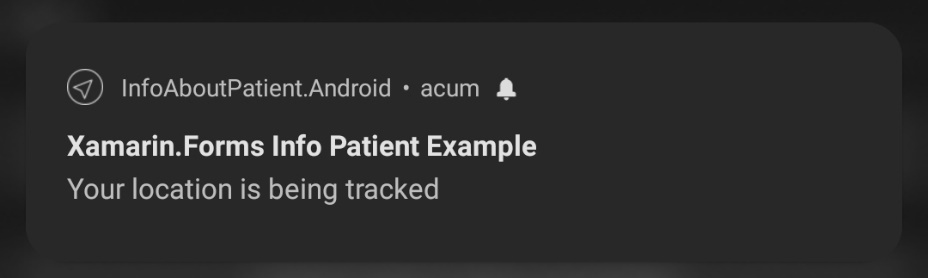 InfoAboutPatient.Android • acum
Xamarin.Forms Info Patient Example
Your location is being tracked